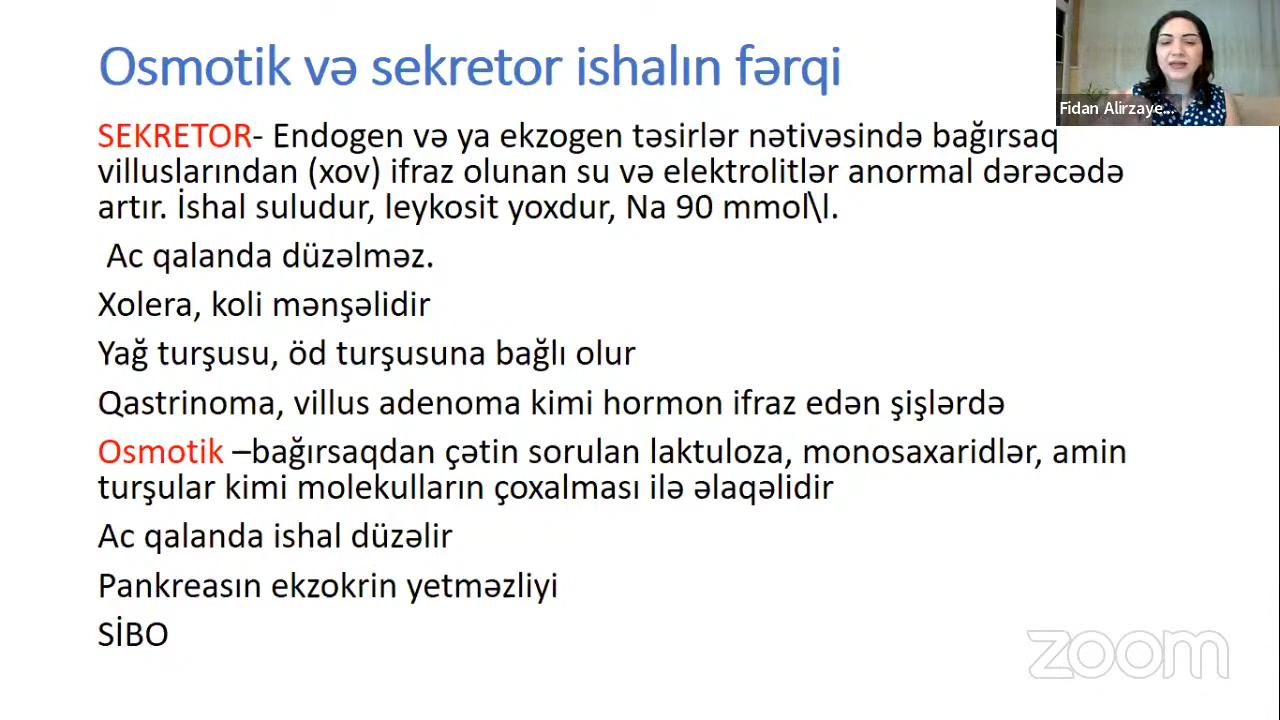 Osmotik və sekretor ishalın fərqi
Fidan Alirzaye...
SEKRETOR- Endogen və ya ekzogen təsirlər nətivəsində bağırsaq
villuslarından (xov) ifraz olunan su və elektrolitlər anormal dərəcədə
artır. İshal suludur, leykosit yoxdur, Na 90 mmol\l.
Ac qalanda düzəlməz.
Xolera, koli mənşəlidir
Yağ turşusu, öd turşusuna bağlı olur
Qastrinoma, villus adenoma kimi hormon ifraz edən şişlərdə
Osmotik –bağırsaqdan çətin sorulan laktuloza, monosaxaridlər, amin
turşular kimi molekulların çoxalması ilə əlaqəlidir
Ac qalanda ishal düzəlir
Pankreasın ekzokrin yetməzliyi
SİBO
zoom